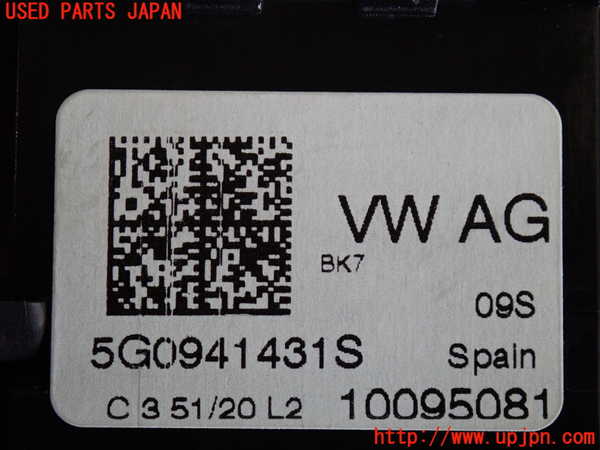 USED PARTS JAPAN
VW AG
BK7
09S
5G0941431S Spain
C 3 51/20 L2 10095081
http://www.upjpn.com/